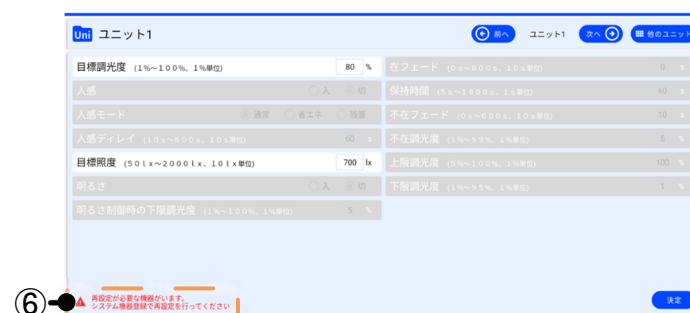 Uni ユニット1
前へ ユニット1 次へ 他のユニット
目標調光度 (1%~100%、1%単位) 80 %
人感 入 切
人感モード 通常 省エネ 残置
人感ディレイ (10s~600s、10s単位) 60 s
目標照度 (50lx~2000lx、10lx単位) 700 lx
明るさ 入 切
明るさ制御時の下限調光度 (1%~100%、1%単位) 5 %
在フェード (0s~600s、10s単位) 0 s
保持時間 (5s~1800s、1s単位) 60 s
不在フェード (0s~600s、10s単位) 10 s
不在調光度 (1%~99%、1%単位) 5 %
上限調光度 (5%~100%、1%単位) 100 %
下限調光度 (1%~95%、1%単位) 1 %
⑥
再設定が必要な機器がいます。
システム機器登録で再設定を行ってください
決定